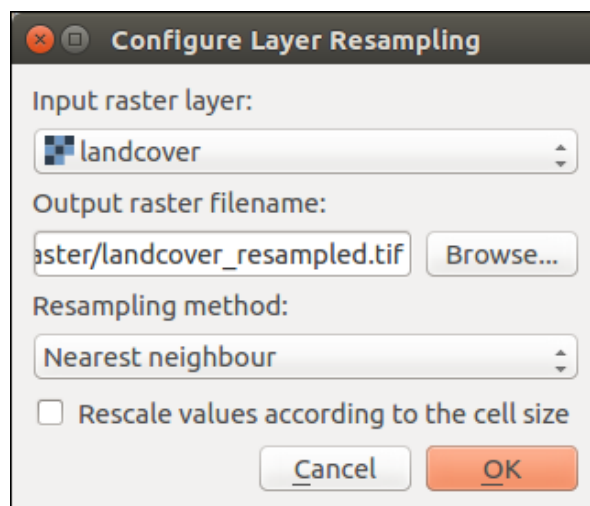 Configure Layer Resampling
Input raster layer:
landcover
Output raster filename:
aster/landcover_resampled.tif Browse...
Resampling method:
Nearest neighbour
Rescale values according to the cell size
Cancel OK